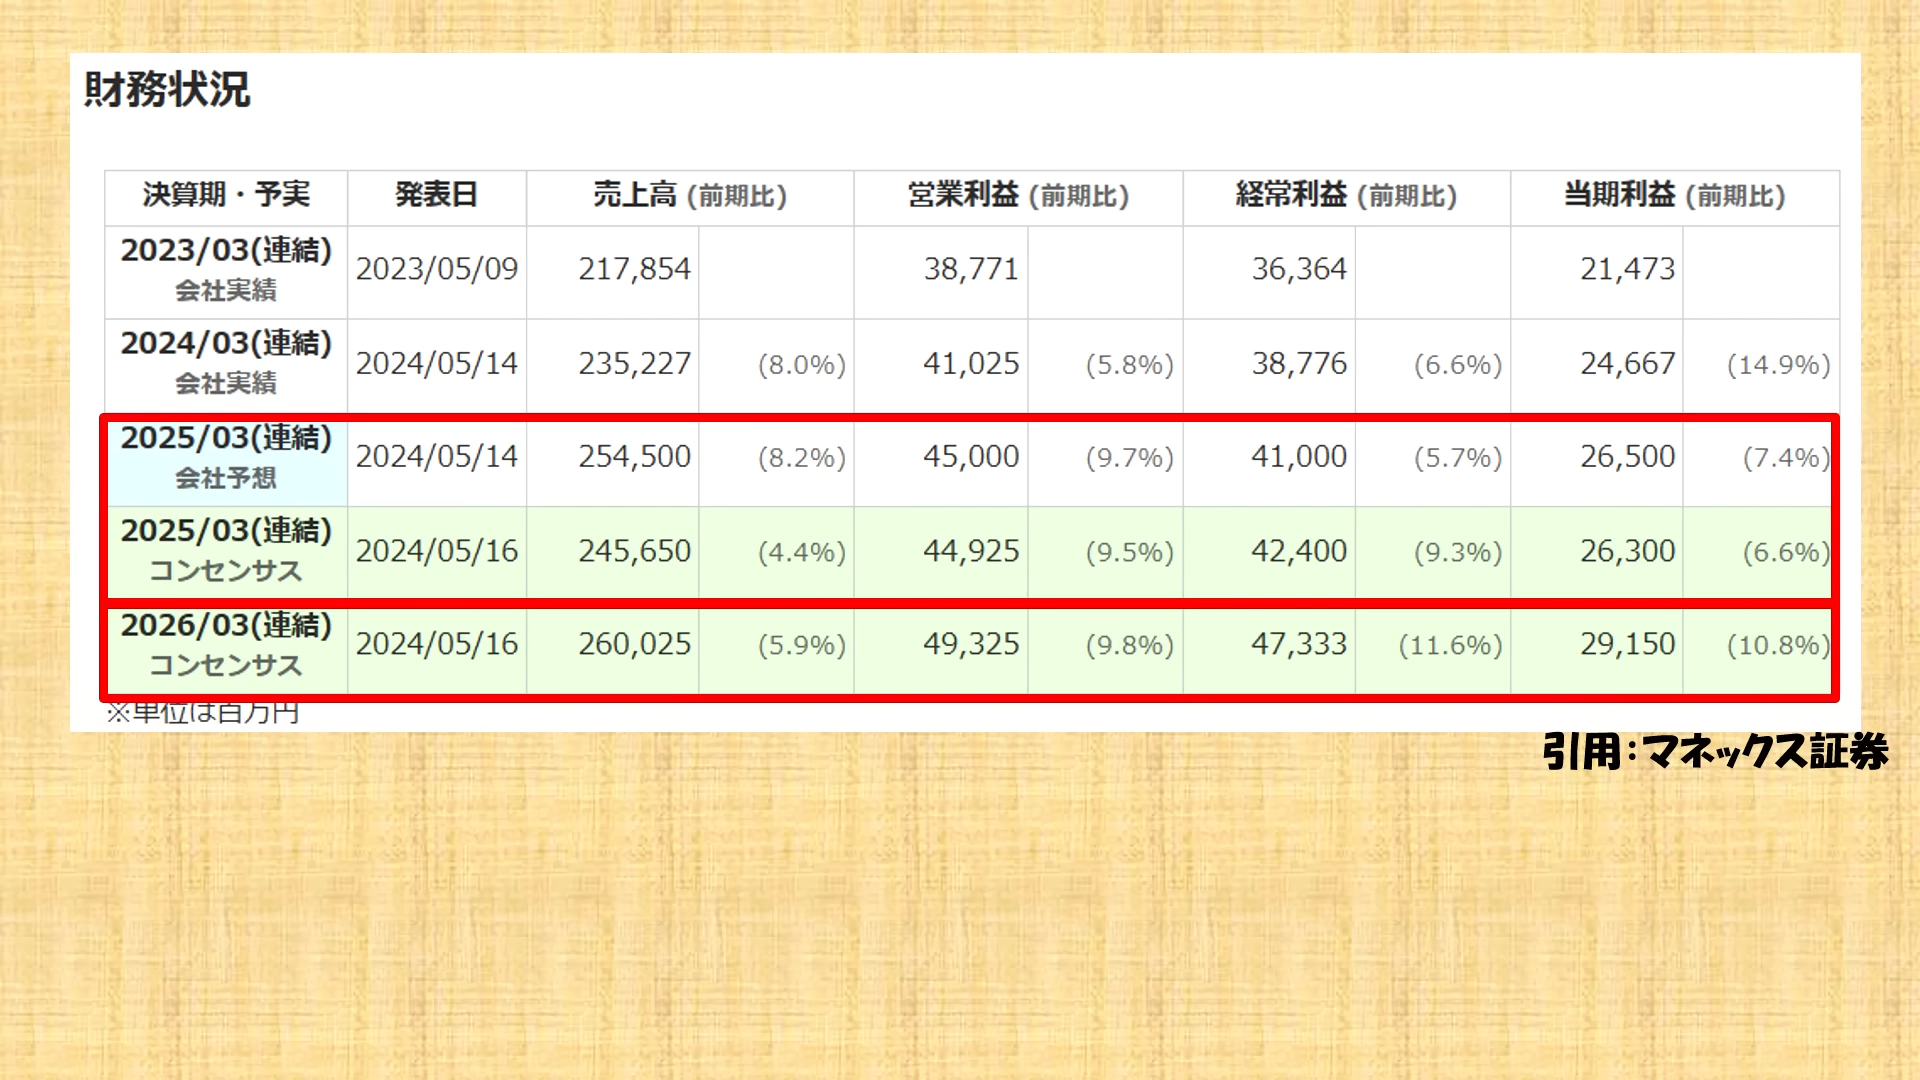 財務状況
決算期・予実 発表日 売上高 (前期比) 営業利益 (前期比) 経常利益 (前期比) 当期利益 (前期比)
2023/03(連結)
会社実績
2023/05/09 217,854 38,771 36,364 21,473
2024/03(連結)
会社実績
2024/05/14 235,227 (8.0%) 41,025 (5.8%) 38,776 (6.6%) 24,667 (14.9%)
2025/03(連結)
会社予想
2024/05/14 254,500 (8.2%) 45,000 (9.7%) 41,000 (5.7%) 26,500 (7.4%)
2025/03(連結)
コンセンサス
2024/05/16 245,650 (4.4%) 44,925 (9.5%) 42,400 (9.3%) 26,300 (6.6%)
2026/03(連結)
コンセンサス
2024/05/16 260,025 (5.9%) 49,325 (9.8%) 47,333 (11.6%) 29,150 (10.8%)
※単位は百万円
引用:マネックス証券